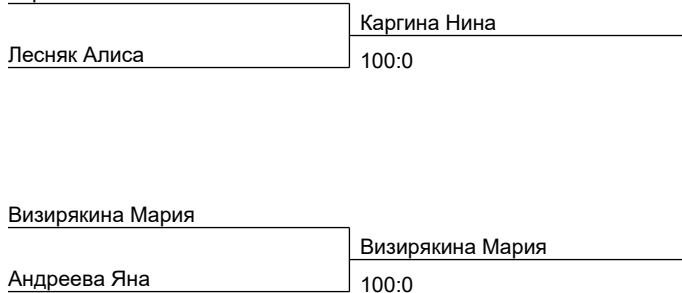 Каргина Нина
Лесняк Алиса
100:0
Визирякина Мария
Визирякина Мария
Андреева Яна
100:0